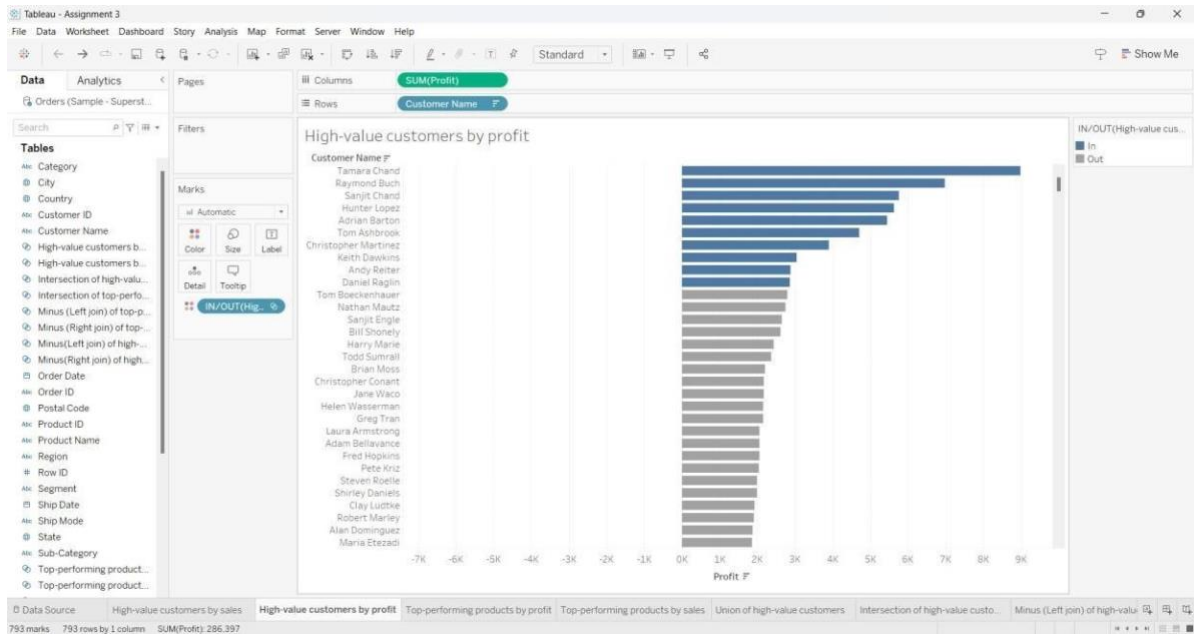 Tableau - Assignment 3
File Data Worksheet Dashboard Story Analysis Map Format Server Window Help
Standard
Show Me
Data Analytics
Orders (Sample - Superst...
Search
Tables
Abc Category
City
Country
Abc Customer ID
Abc Customer Name
High-value customers b...
High-value customers b...
Intersection of high-valu...
Intersection of top-perfo...
Minus (Left join) of top-p...
Minus (Right join) of top-...
Minus(Left join) of high-...
Minus(Right join) of high...
Order Date
Abc Order ID
Postal Code
Abc Product ID
Abc Product Name
Abc Region
# Row ID
Abc Segment
Ship Date
Abc Ship Mode
State
Abc Sub-Category
Top-performing product...
Top-performing product...
Pages
Filters
Marks
Automatic
Color Size Label
Detail Tooltip
IN/OUT(Hig..
Columns SUM(Profit)
Rows Customer Name
High-value customers by profit
Customer Name
Tamara Chand
Raymond Buch
Sanjit Chand
Hunter Lopez
Adrian Barton
Tom Ashbrook
Christopher Martinez
Keith Dawkins
Andy Reiter
Daniel Raglin
Tom Boeckenhauer
Nathan Mautz
Sanjit Engle
Bill Shonely
Harry Marie
Todd Sumrall
Brian Moss
Christopher Conant
Jane Waco
Helen Wasserman
Greg Tran
Laura Armstrong
Adam Bellavance
Fred Hopkins
Pete Kriz
Steven Roelle
Shirley Daniels
Clay Ludtke
Robert Marley
Alan Dominguez
Maria Etezadi
-7K -6K -5K -4K -3K -2K -1K 0K 1K 2K 3K 4K 5K 6K 7K 8K 9K
Profit
IN/OUT(High-value cus...
In
Out
Data Source High-value customers by sales High-value customers by profit Top-performing products by profit Top-performing products by sales Union of high-value customers Intersection of high-value custo... Minus (Left join) of high-valu
793 marks 793 rows by 1 column SUM(Profit): 286,397